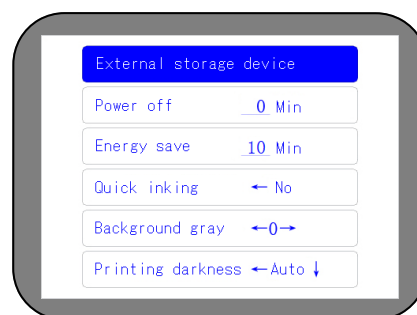 External storage device
Power off 0 Min
Energy save 10 Min
Quick inking ← No
Background gray ←0→
Printing darkness ←Auto ↓